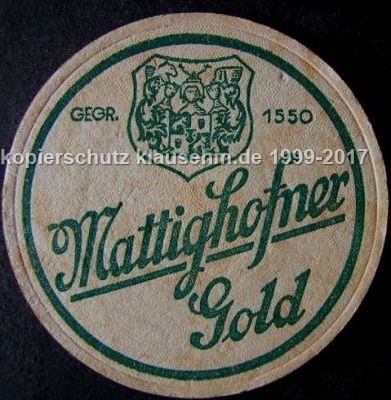 GEGR. 1550
kopierschutz klausehm.de 1999-2017
Mattighofner
Gold